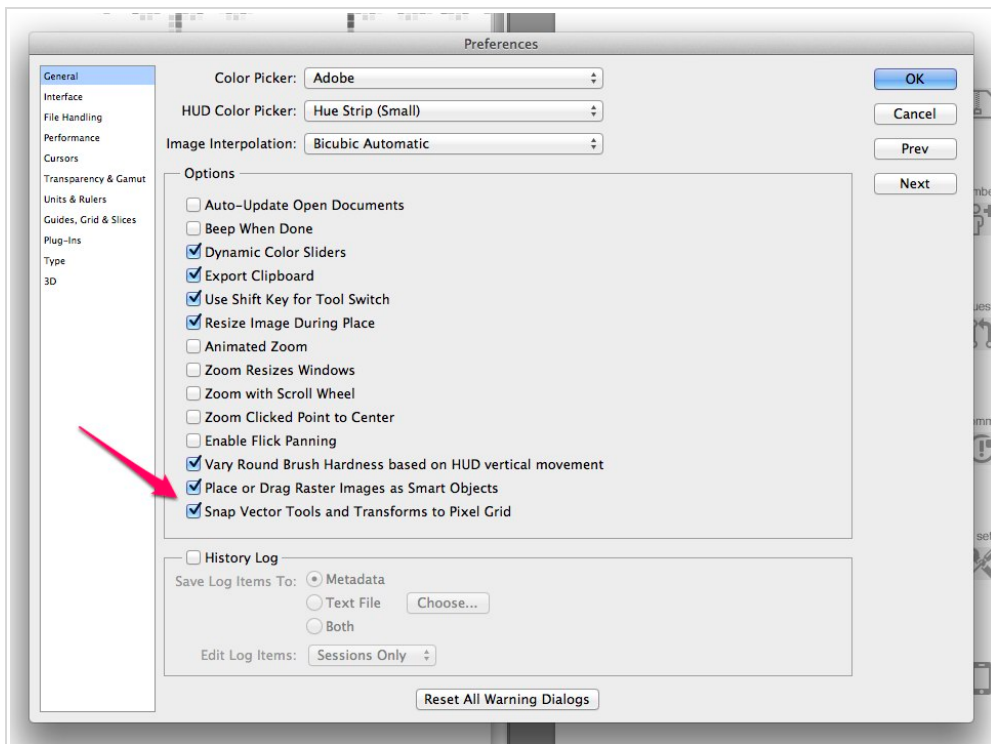 Preferences
General
Interface
File Handling
Performance
Cursors
Transparency & Gamut
Units & Rulers
Guides, Grid & Slices
Plug-Ins
Type
3D
Color Picker: Adobe
HUD Color Picker: Hue Strip (Small)
Image Interpolation: Bicubic Automatic
Options
Auto-Update Open Documents
Beep When Done
Dynamic Color Sliders
Export Clipboard
Use Shift Key for Tool Switch
Resize Image During Place
Animated Zoom
Zoom Resizes Windows
Zoom with Scroll Wheel
Zoom Clicked Point to Center
Enable Flick Panning
Vary Round Brush Hardness based on HUD vertical movement
Place or Drag Raster Images as Smart Objects
Snap Vector Tools and Transforms to Pixel Grid
History Log
Save Log Items To: Metadata
Text File Choose...
Both
Edit Log Items: Sessions Only
Reset All Warning Dialogs
OK
Cancel
Prev
Next